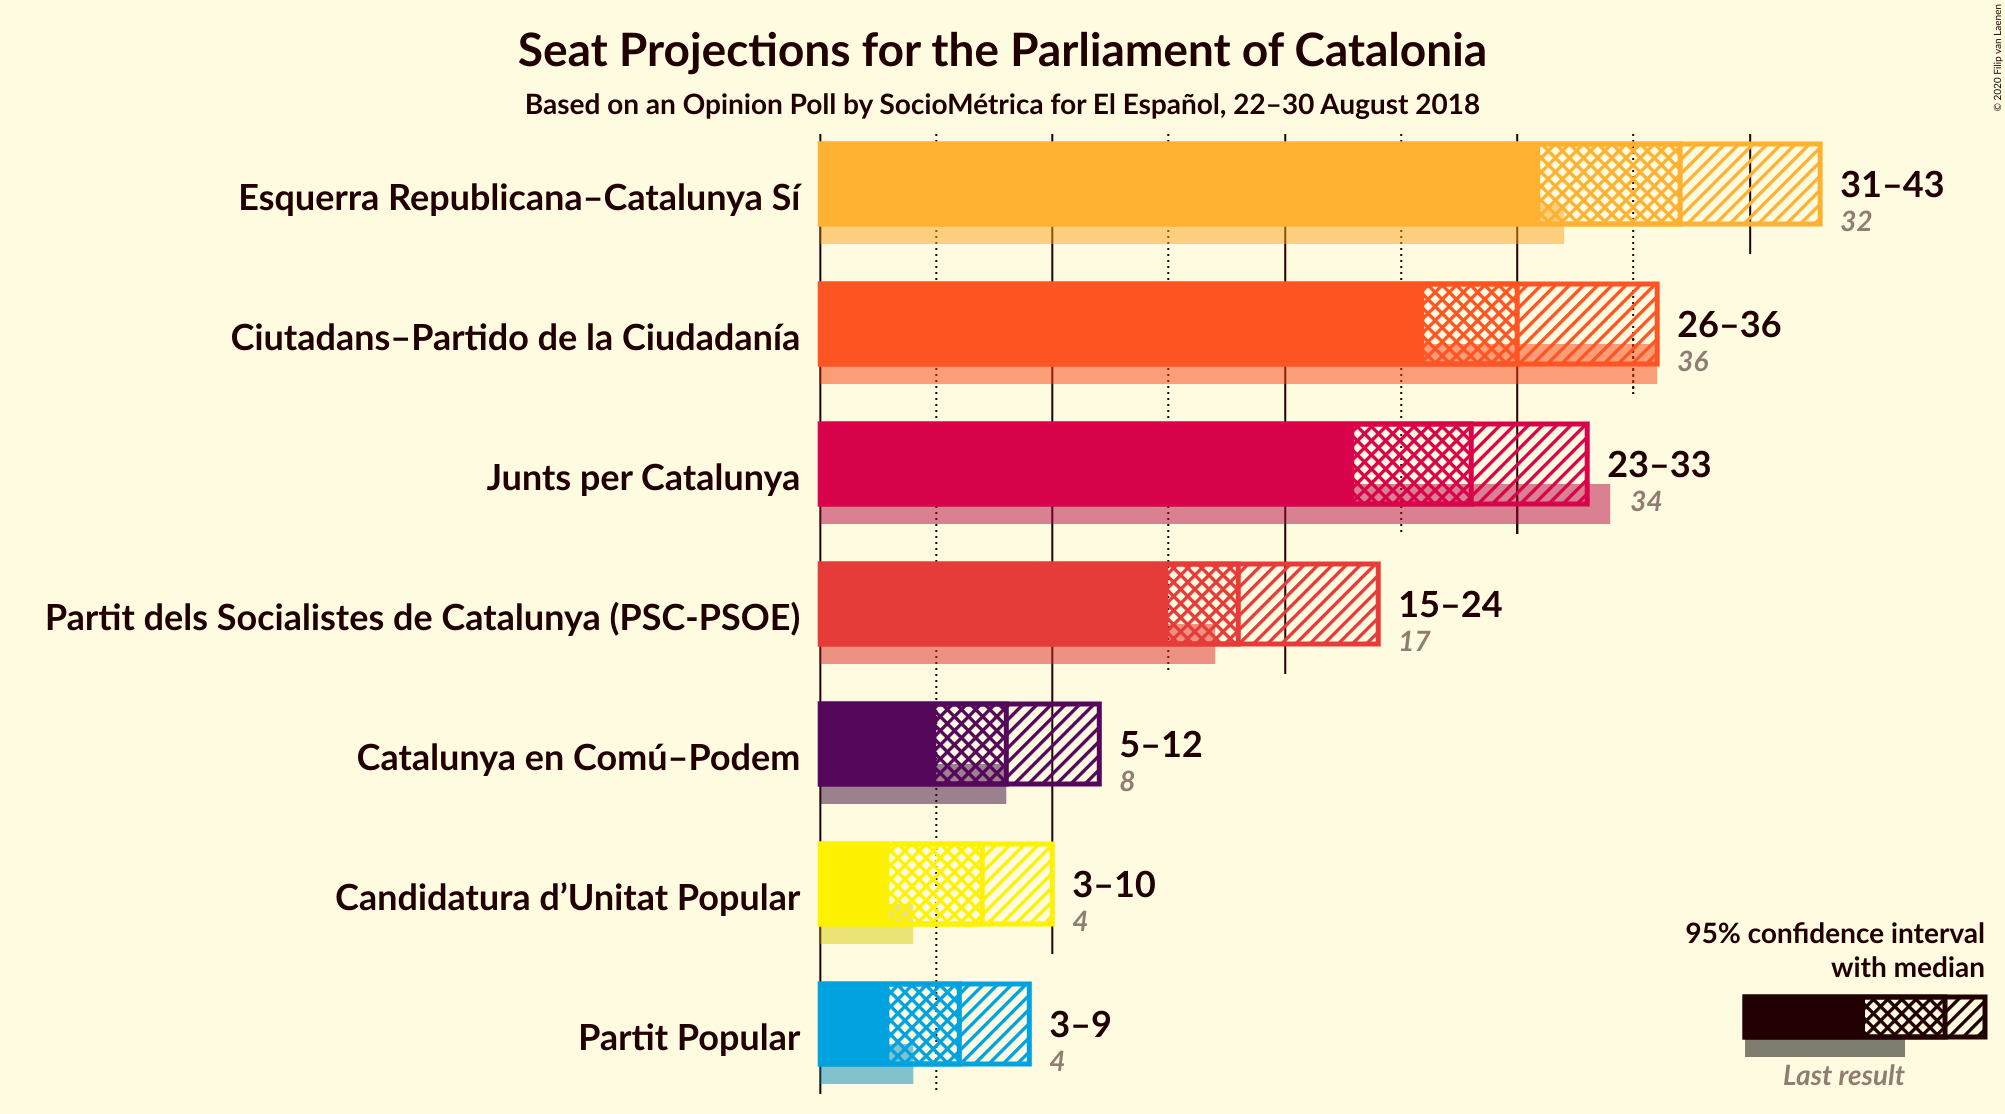 Seat Projections for the Parliament of Catalonia
Based on an Opinion Poll by SocioMétrica for El Español, 22–30 August 2018
© 2020 Filip van Laenen
Esquerra Republicana–Catalunya Sí
31–43
32
Ciutadans–Partido de la Ciudadanía
26–36
36
Junts per Catalunya
23–33
34
Partit dels Socialistes de Catalunya (PSC-PSOE)
15–24
17
Catalunya en Comú–Podem
5–12
8
Candidatura d’Unitat Popular
3–10
4
Partit Popular
3–9
4
95% confidence interval
with median
Last result